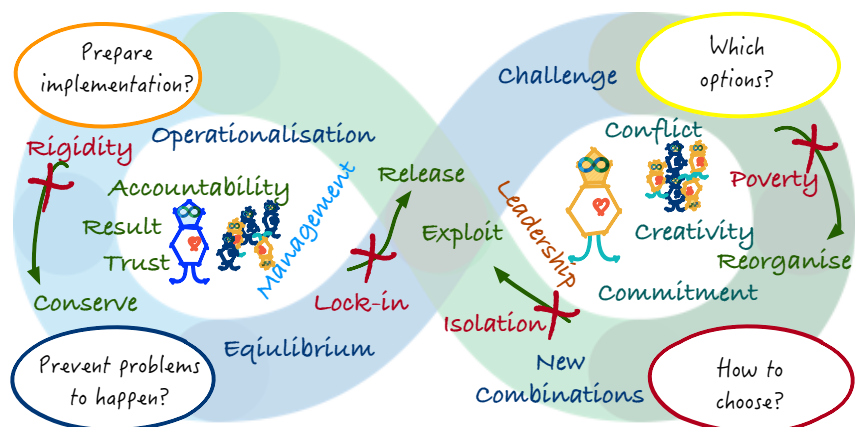 Prepare
implementation?
Which
options?
Challenge
Operationalisation
Conflict
Rigidity
Release
Poverty
Accountability
Management
Leadership
Result
Exploit
Creativity
Trust
Reorganise
Conserve
Lock-in
Commitment
Isolation
Eqiulibrium
New
Combinations
Prevent problems
to happen?
How to
choose?